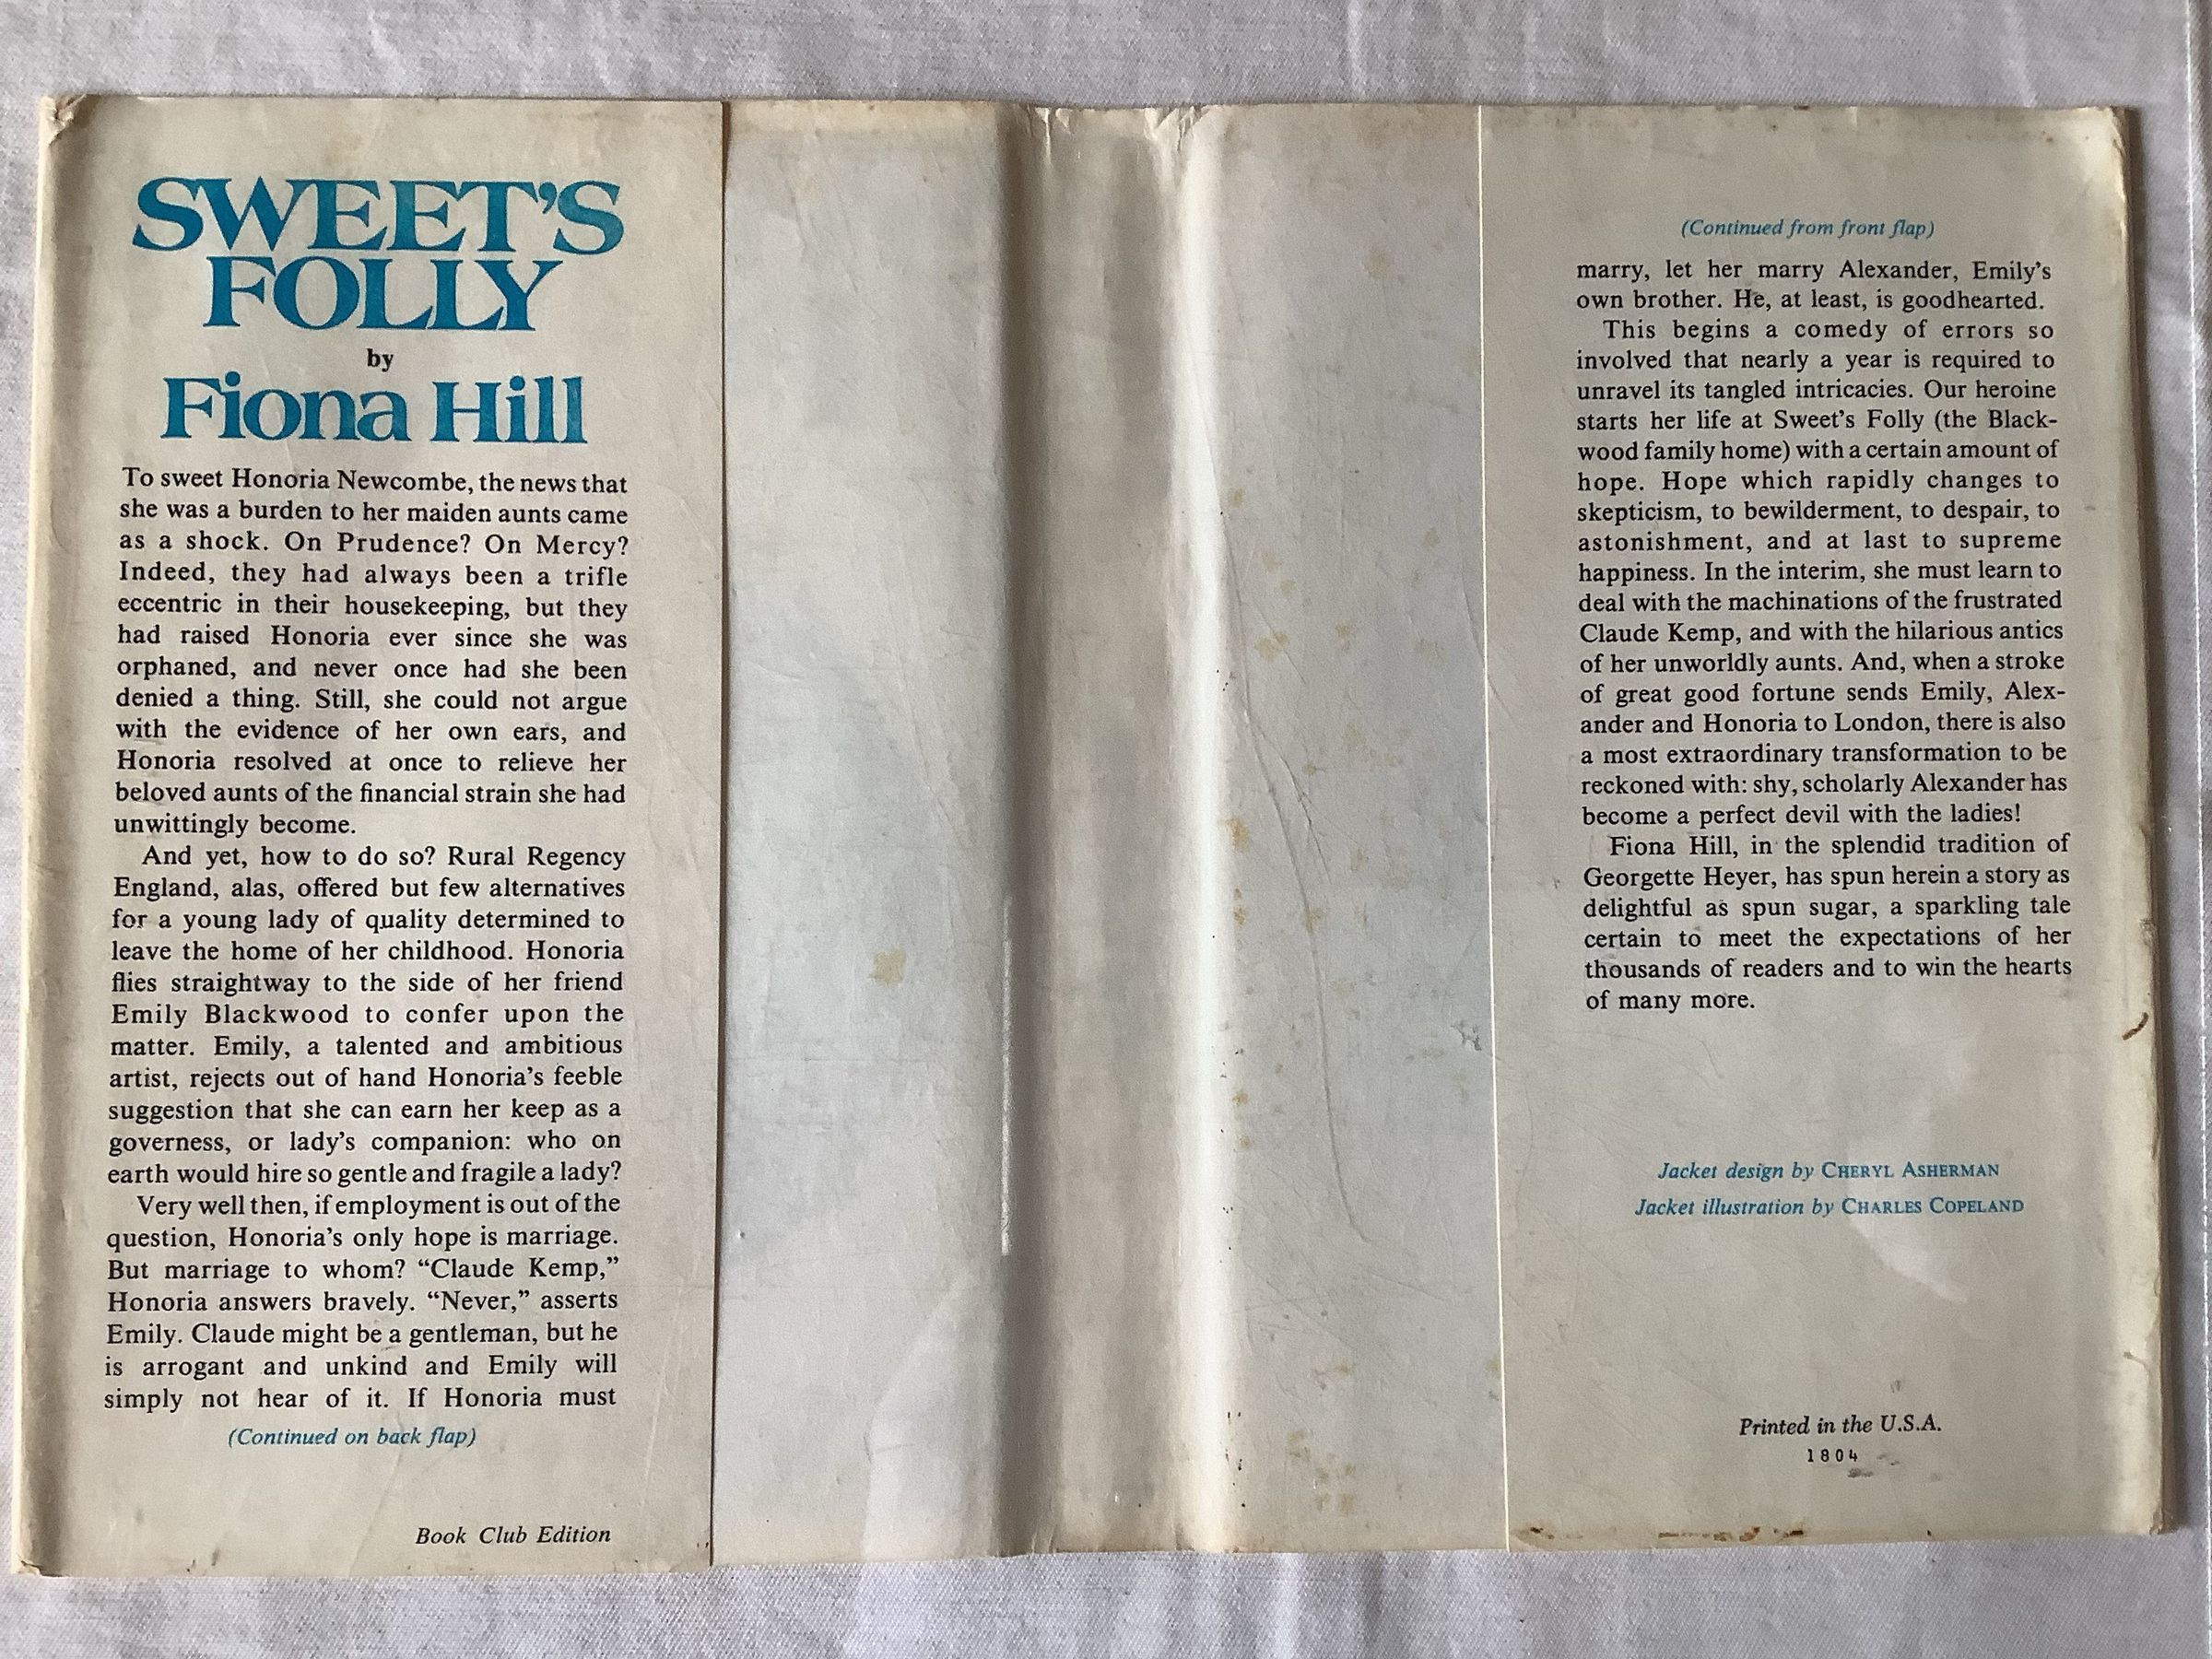 SWEET'S
FOLLY
by
Fiona Hill
To sweet Honoria Newcombe, the news that
she was a burden to her maiden aunts came
as a shock. On Prudence? On Mercy?
Indeed, they had always been a trifle
eccentric in their housekeeping, but they
had raised Honoria ever since she was
orphaned, and never once had she been
denied a thing. Still, she could not argue
with the evidence of her own ears, and
Honoria resolved at once to relieve her
beloved aunts of the financial strain she had
unwittingly become.
And yet, how to do so? Rural Regency
England, alas, offered but few alternatives
for a young lady of quality determined to
leave the home of her childhood. Honoria
flies straightway to the side of her friend
Emily Blackwood to confer upon the
matter. Emily, a talented and ambitious
artist, rejects out of hand Honoria's feeble
suggestion that she can earn her keep as a
governess, or lady's companion: who on
earth would hire so gentle and fragile a lady?
Very well then, if employment is out of the
question, Honoria's only hope is marriage.
But marriage to whom? “Claude Kemp,”
Honoria answers bravely. “Never,” asserts
Emily. Claude might be a gentleman, but he
is arrogant and unkind and Emily will
simply not hear of it. If Honoria must
(Continued on back flap)
Book Club Edition
(Continued from front flap)
marry, let her marry Alexander, Emily's
own brother. He, at least, is goodhearted.
This begins a comedy of errors so
involved that nearly a year is required to
unravel its tangled intricacies. Our heroine
starts her life at Sweet's Folly (the Black-
wood family home) with a certain amount of
hope. Hope which rapidly changes to
skepticism, to bewilderment, to despair, to
astonishment, and at last to supreme
happiness. In the interim, she must learn to
deal with the machinations of the frustrated
Claude Kemp, and with the hilarious antics
of her unworldly aunts. And, when a stroke
of great good fortune sends Emily, Alex-
ander and Honoria to London, there is also
a most extraordinary transformation to be
reckoned with: shy, scholarly Alexander has
become a perfect devil with the ladies!
Fiona Hill, in the splendid tradition of
Georgette Heyer, has spun herein a story as
delightful as spun sugar, a sparkling tale
certain to meet the expectations of her
thousands of readers and to win the hearts
of many more.
Jacket design by CHERYL ASHERMAN
Jacket illustration by CHARLES COPELAND
Printed in the U.S.A.
1804